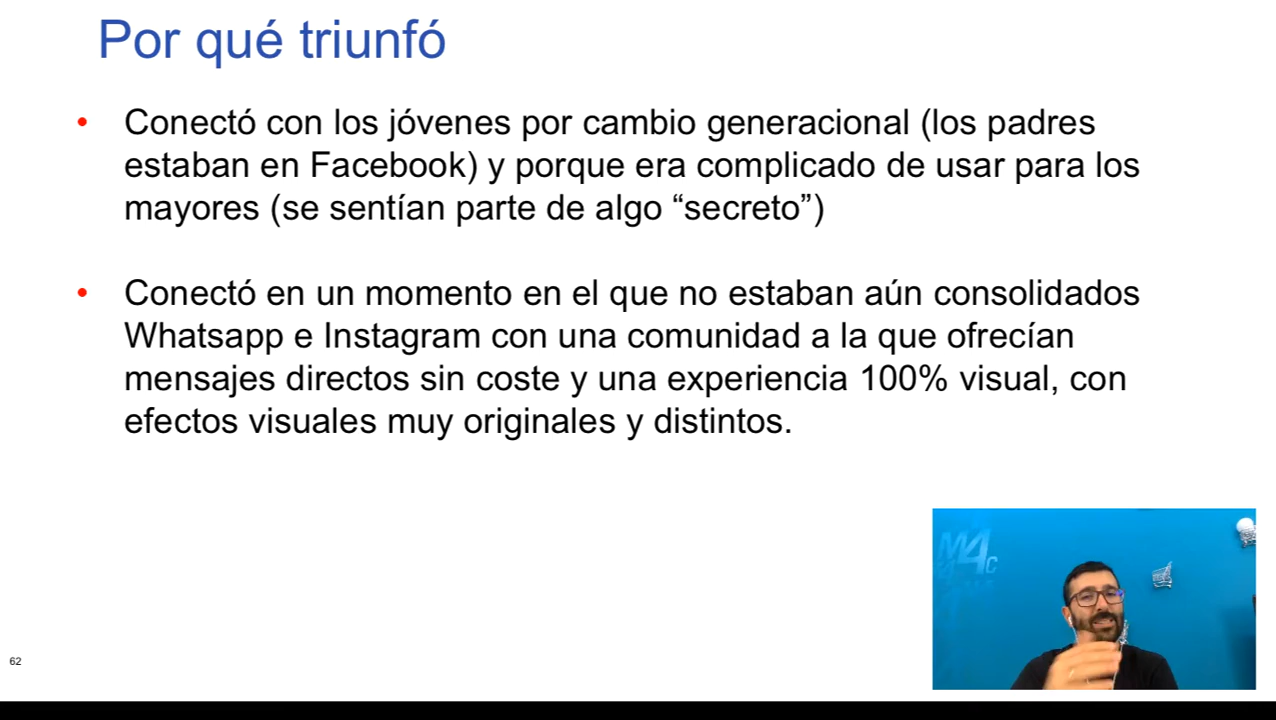 Por qué triunfó
• Conectó con los jóvenes por cambio generacional (los padres
estaban en Facebook) y porque era complicado de usar para los
mayores (se sentían parte de algo “secreto”)
• Conectó en un momento en el que no estaban aún consolidados
Whatsapp e Instagram con una comunidad a la que ofrecían
mensajes directos sin coste y una experiencia 100% visual, con
efectos visuales muy originales y distintos.
M4c
62